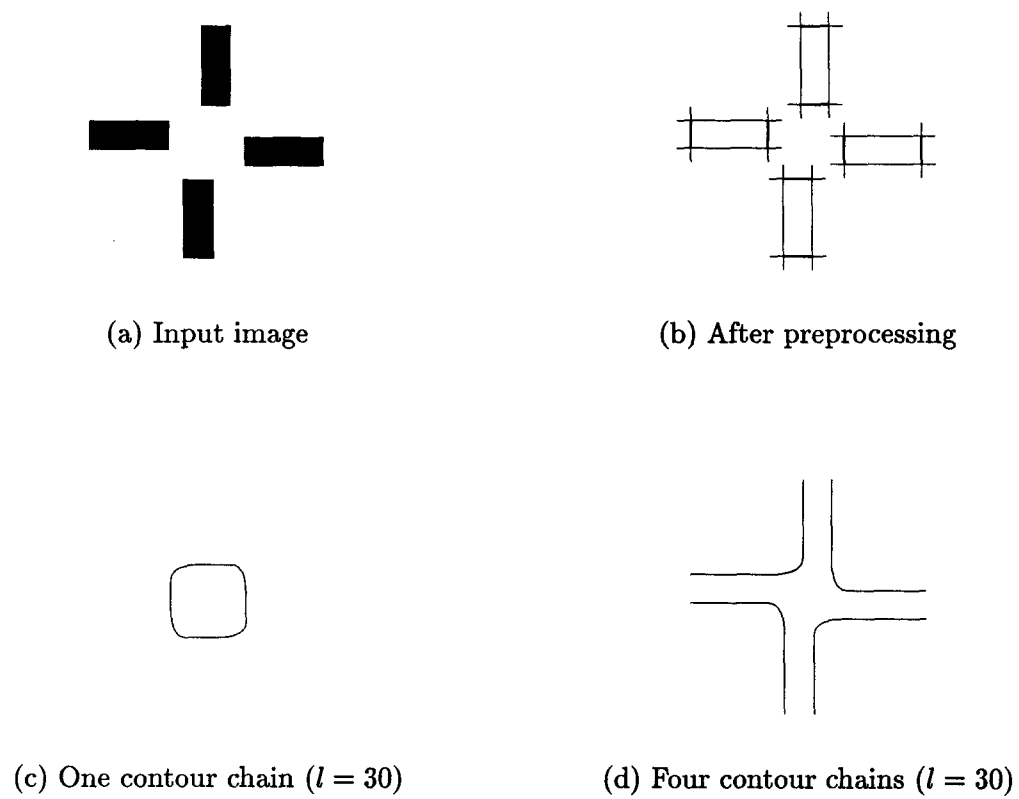 (a) Input image
(b) After preprocessing
(c) One contour chain (l = 30)
(d) Four contour chains (l = 30)